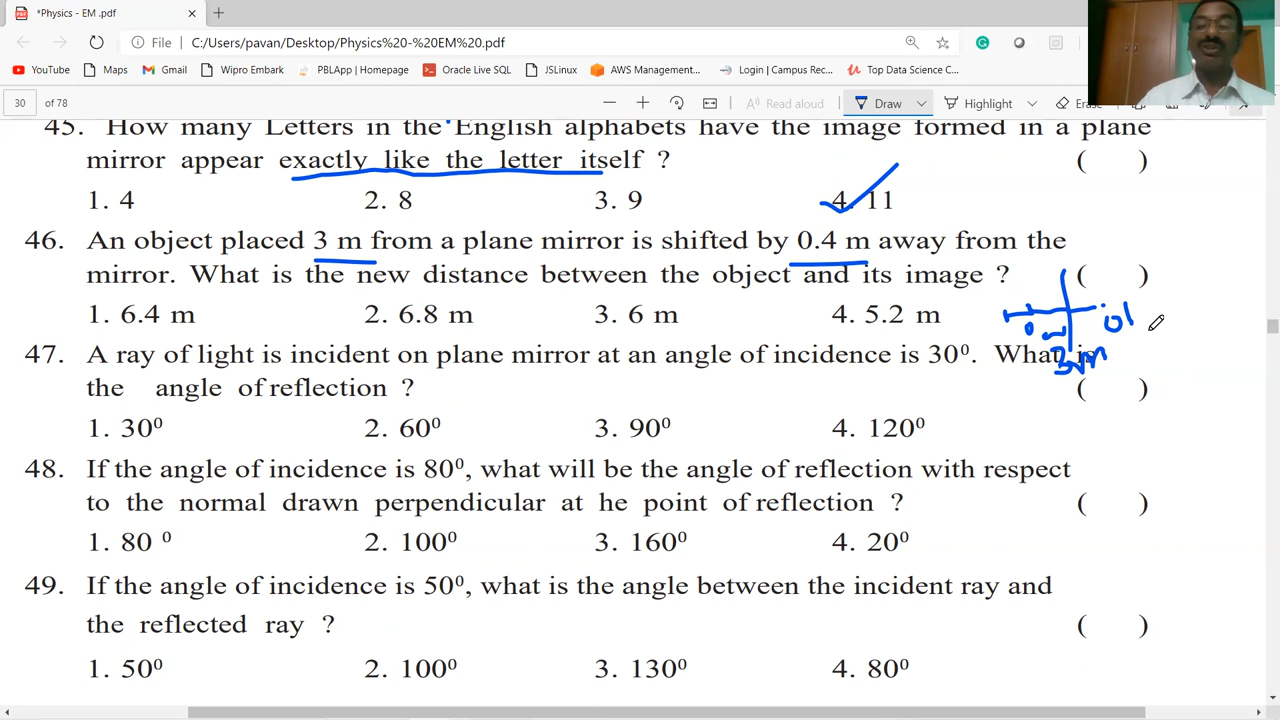 *Physics - EM .pdf
File C:/Users/pavan/Desktop/Physics%20-%20EM%20.pdf
YouTube Maps Gmail Wipro Embark PBLApp | Homepage Oracle Live SQL JSLinux AWS Management... Login | Campus Rec... Top Data Science C...
30 of 78 Read aloud Draw Highlight Erase
45. How many Letters in the English alphabets have the image formed in a plane
mirror appear exactly like the letter itself ? ( )
1. 4 2. 8 3. 9 4. 11
46. An object placed 3 m from a plane mirror is shifted by 0.4 m away from the
mirror. What is the new distance between the object and its image ? ( )
1. 6.4 m 2. 6.8 m 3. 6 m 4. 5.2 m
0 01
3m
47. A ray of light is incident on plane mirror at an angle of incidence is 30⁰. What is
the angle of reflection ? ( )
1. 30⁰ 2. 60⁰ 3. 90⁰ 4. 120⁰
48. If the angle of incidence is 80⁰, what will be the angle of reflection with respect
to the normal drawn perpendicular at he point of reflection ? ( )
1. 80 ⁰ 2. 100⁰ 3. 160⁰ 4. 20⁰
49. If the angle of incidence is 50⁰, what is the angle between the incident ray and
the reflected ray ? ( )
1. 50⁰ 2. 100⁰ 3. 130⁰ 4. 80⁰